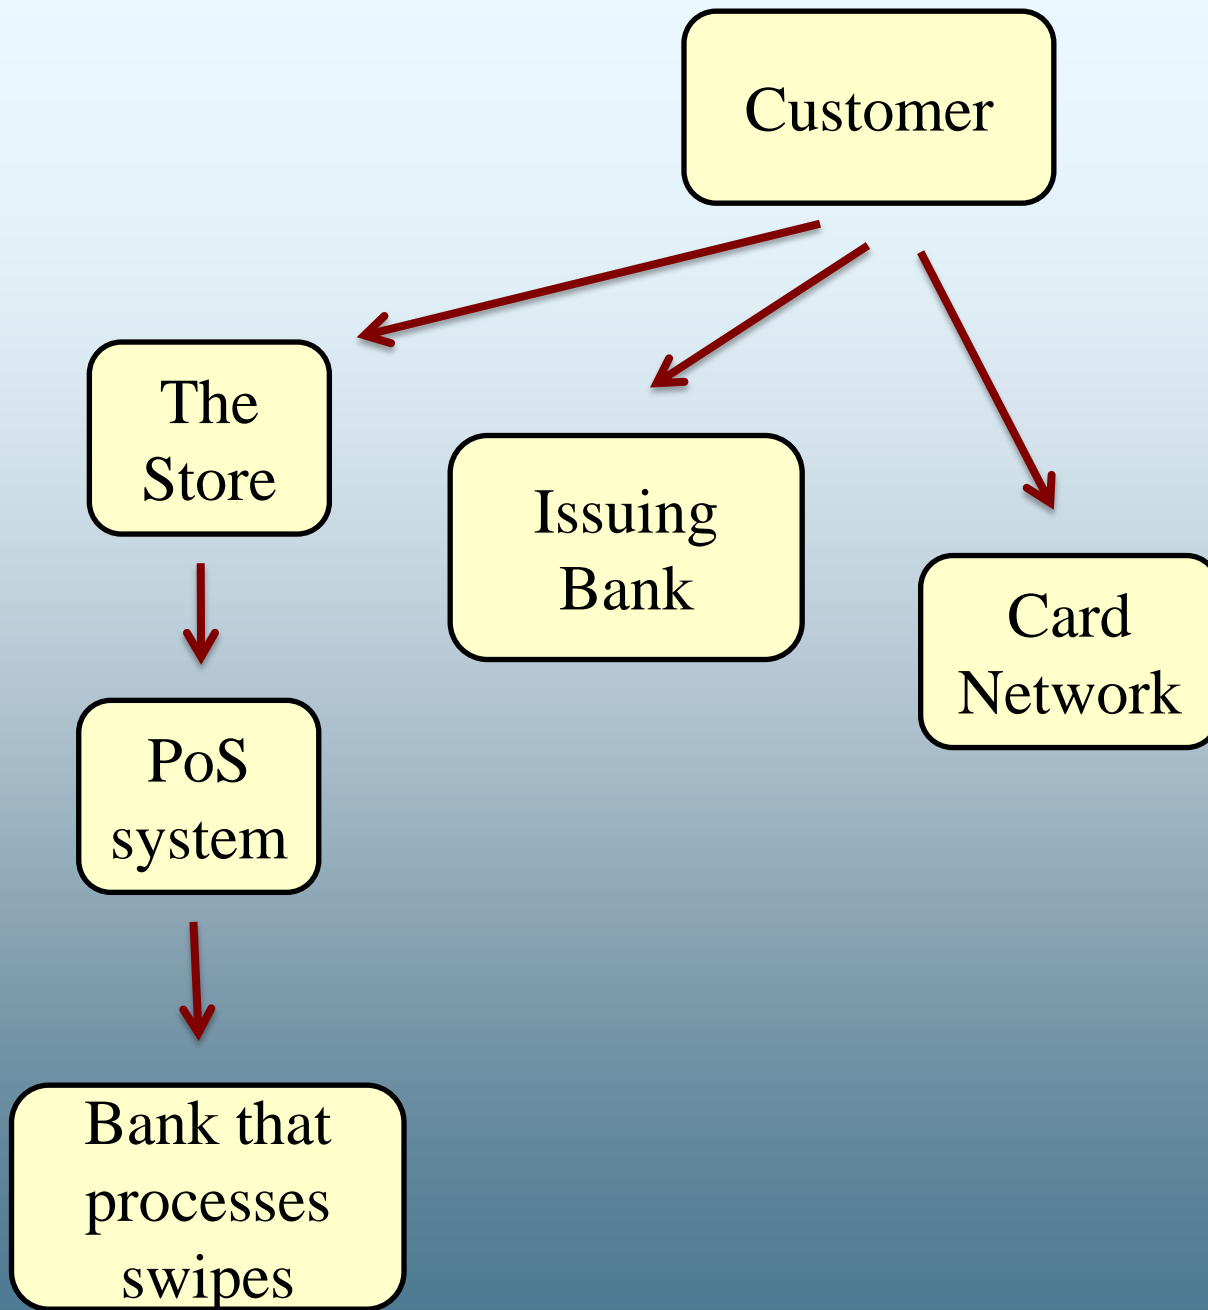 Customer
The
Store
Issuing
Bank
Card
Network
PoS
system
Bank that
processes
swipes